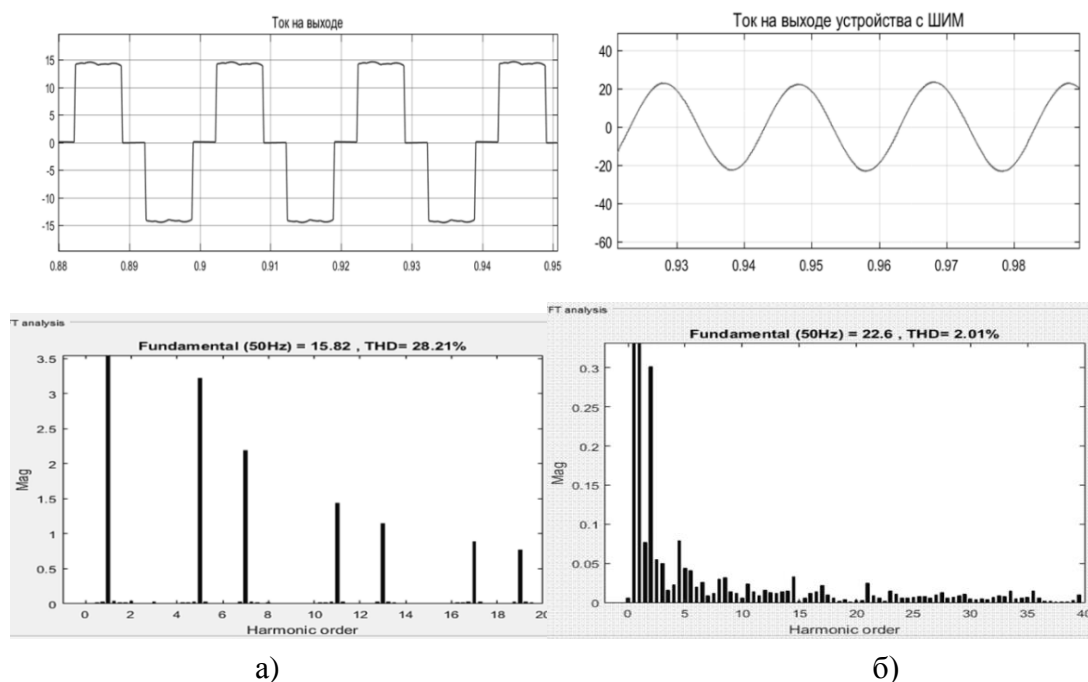 Ток на выходе
15
10
5
0
-5
-10
-15
0.88 0.89 0.9 0.91 0.92 0.93 0.94 0.95
Ток на выходе устройства с ШИМ
40
20
0
-20
-40
-60
0.93 0.94 0.95 0.96 0.97 0.98
T analysis
Fundamental (50Hz) = 15.82 , THD= 28.21%
3.5
3
2.5
2
1.5
1
0.5
0
Mag
0 2 4 6 8 10 12 14 16 18 20
Harmonic order
FT analysis
Fundamental (50Hz) = 22.6 , THD= 2.01%
0.3
0.25
0.2
0.15
0.1
0.05
0
Mag
0 5 10 15 20 25 30 35 40
Harmonic order
а)
б)